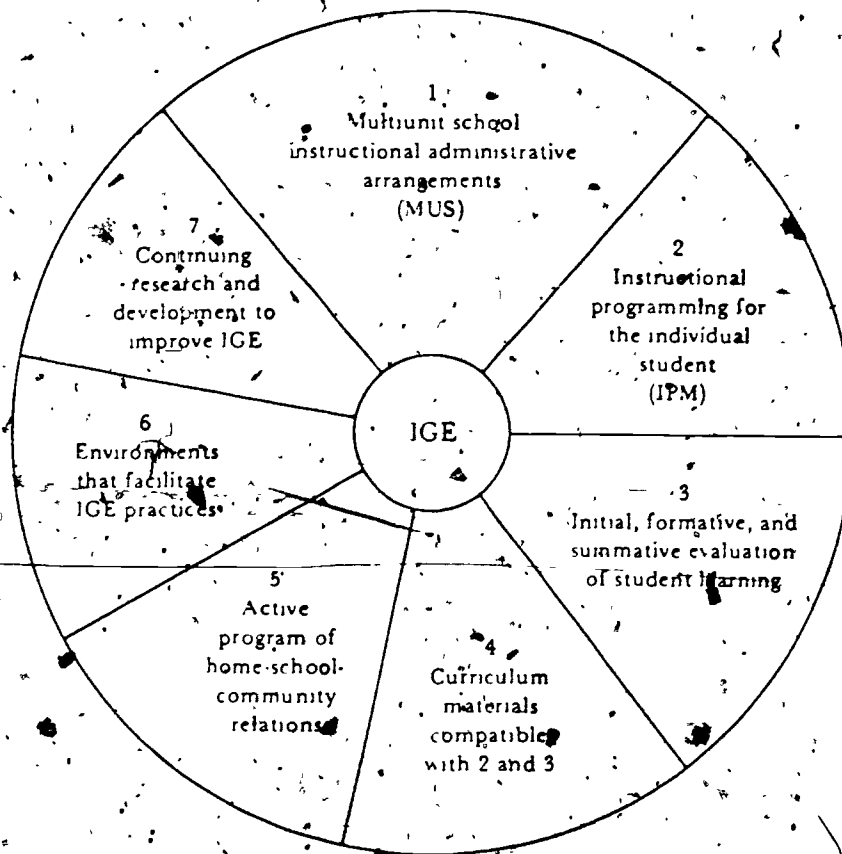 1
Multiunit school
instructional administrative
arrangements
(MUS)
2
Instructional
programming for
the individual
student
(IPM)
3
Initial, formative, and
summative evaluation
of student learning
4
Curriculum
materials
compatible
with 2 and 3
5
Active
program of
home-school-
community
relations
6
Environments
that facilitate
IGE practices
7
Continuing
research and
development to
improve IGE
IGE